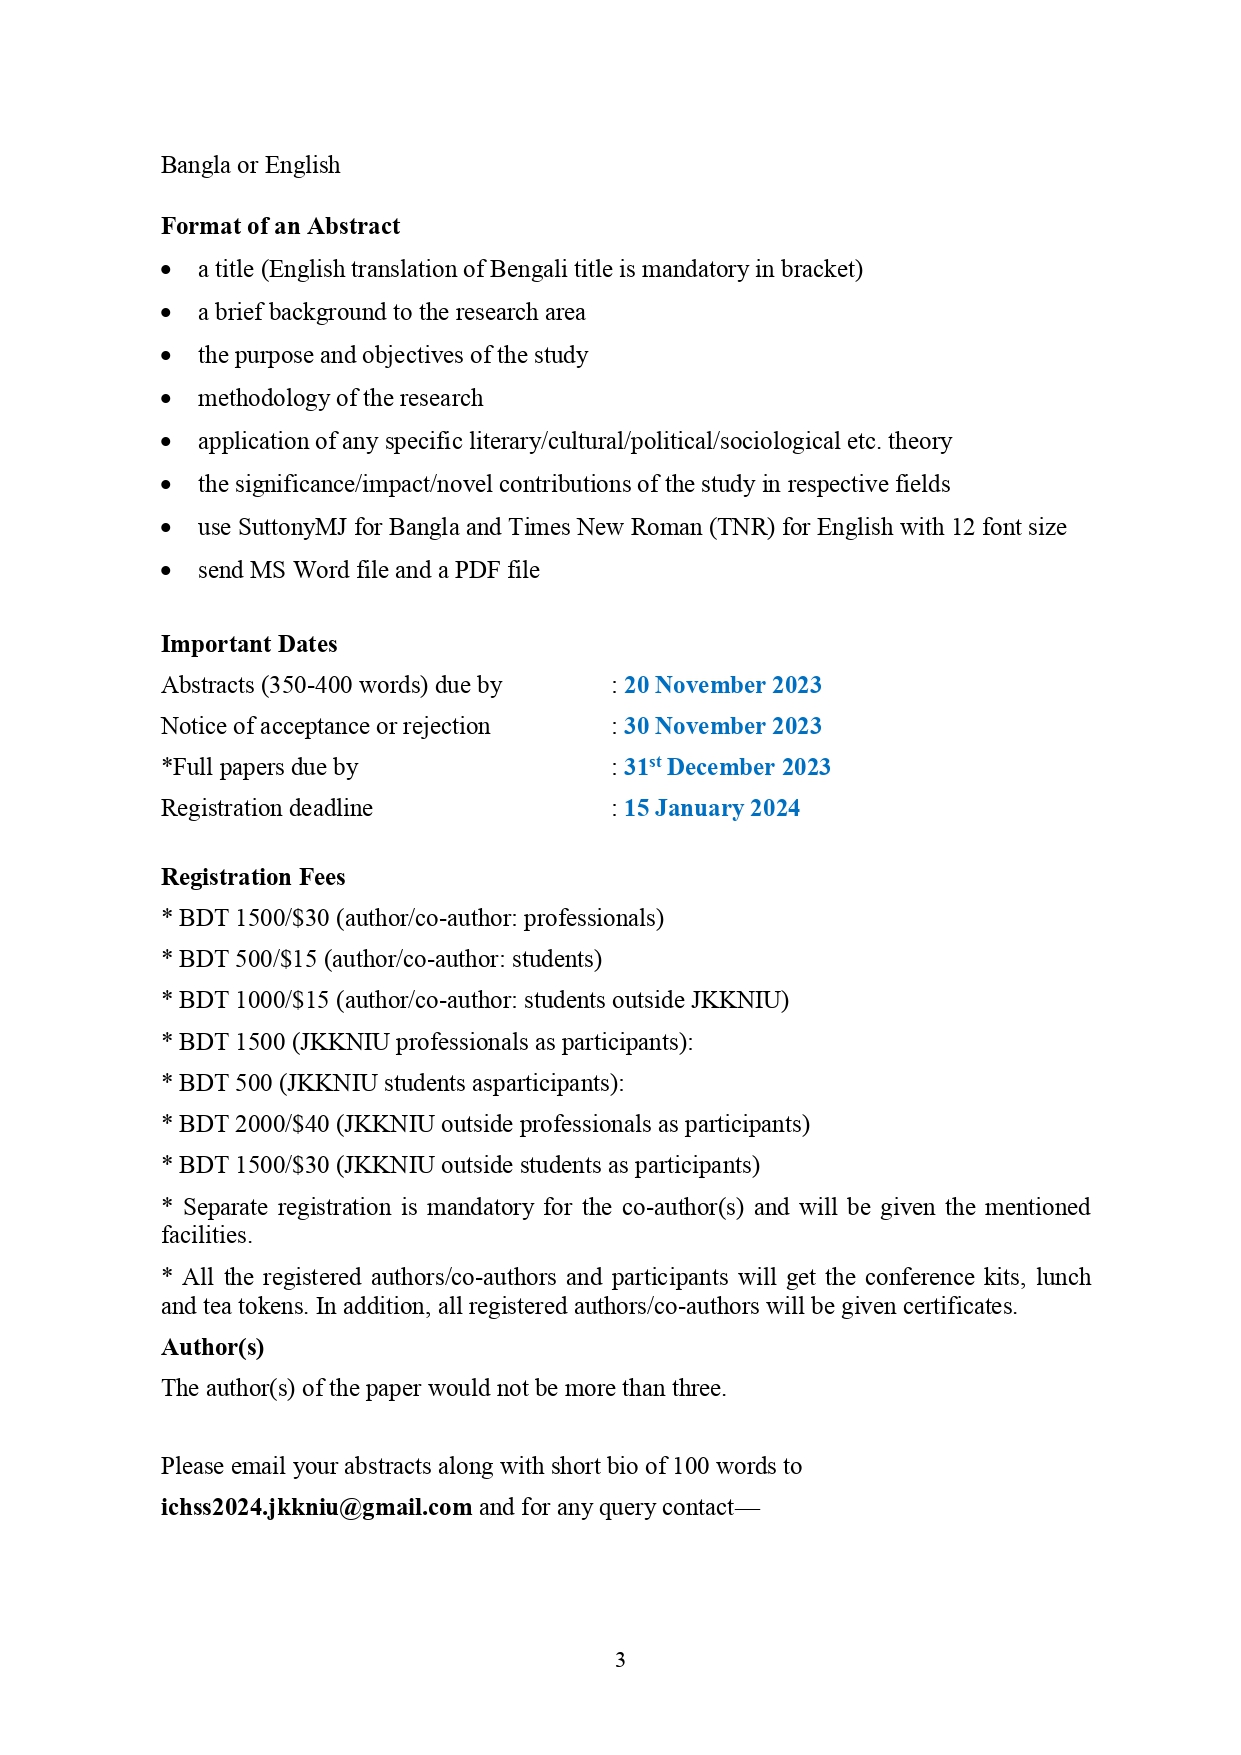 Bangla or English
Format of an Abstract
• a title (English translation of Bengali title is mandatory in bracket)
• a brief background to the research area
• the purpose and objectives of the study
• methodology of the research
• application of any specific literary/cultural/political/sociological etc. theory
• the significance/impact/novel contributions of the study in respective fields
• use SuttonyMJ for Bangla and Times New Roman (TNR) for English with 12 font size
• send MS Word file and a PDF file
Important Dates
Abstracts (350-400 words) due by : 20 November 2023
Notice of acceptance or rejection : 30 November 2023
*Full papers due by : 31st December 2023
Registration deadline : 15 January 2024
Registration Fees
* BDT 1500/$30 (author/co-author: professionals)
* BDT 500/$15 (author/co-author: students)
* BDT 1000/$15 (author/co-author: students outside JKKNIU)
* BDT 1500 (JKKNIU professionals as participants):
* BDT 500 (JKKNIU students asparticipants):
* BDT 2000/$40 (JKKNIU outside professionals as participants)
* BDT 1500/$30 (JKKNIU outside students as participants)
* Separate registration is mandatory for the co-author(s) and will be given the mentioned
facilities.
* All the registered authors/co-authors and participants will get the conference kits, lunch
and tea tokens. In addition, all registered authors/co-authors will be given certificates.
Author(s)
The author(s) of the paper would not be more than three.
Please email your abstracts along with short bio of 100 words to
ichss2024.jkkniu@gmail.com and for any query contact—
3